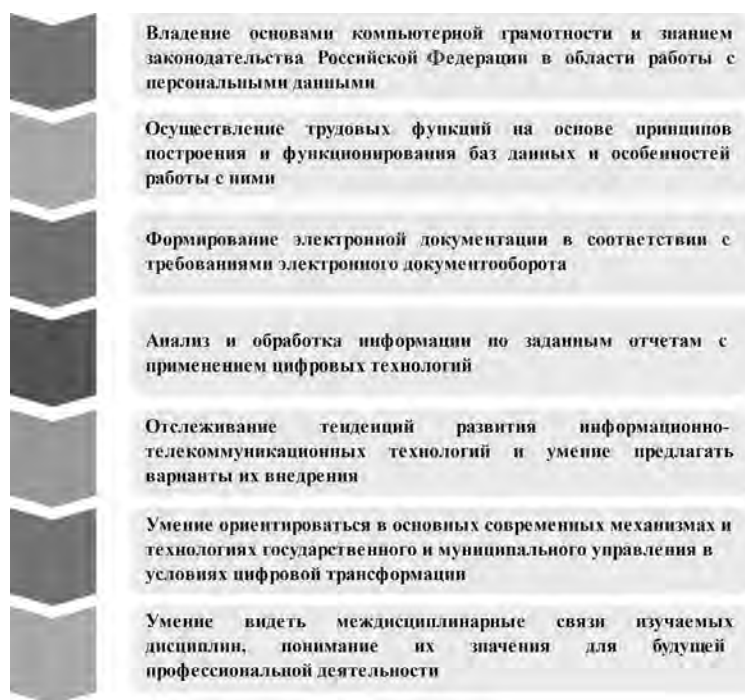 Владение основами компьютерной грамотности и знанием
законодательства Российской Федерации в области работы с
персональными данными
Осуществление трудовых функций на основе принципов
построения и функционирования баз данных и особенностей
работы с ними
Формирование электронной документации в соответствии с
требованиями электронного документооборота
Анализ и обработка информации по заданным отчетам с
применением цифровых технологий
Отслеживание тенденций развития информационно-
телекоммуникационных технологий и умение предлагать
варианты их внедрения
Умение ориентироваться в основных современных механизмах и
технологиях государственного и муниципального управления в
условиях цифровой трансформации
Умение видеть междисциплинарные связи изучаемых
дисциплин, понимание их значения для будущей
профессиональной деятельности